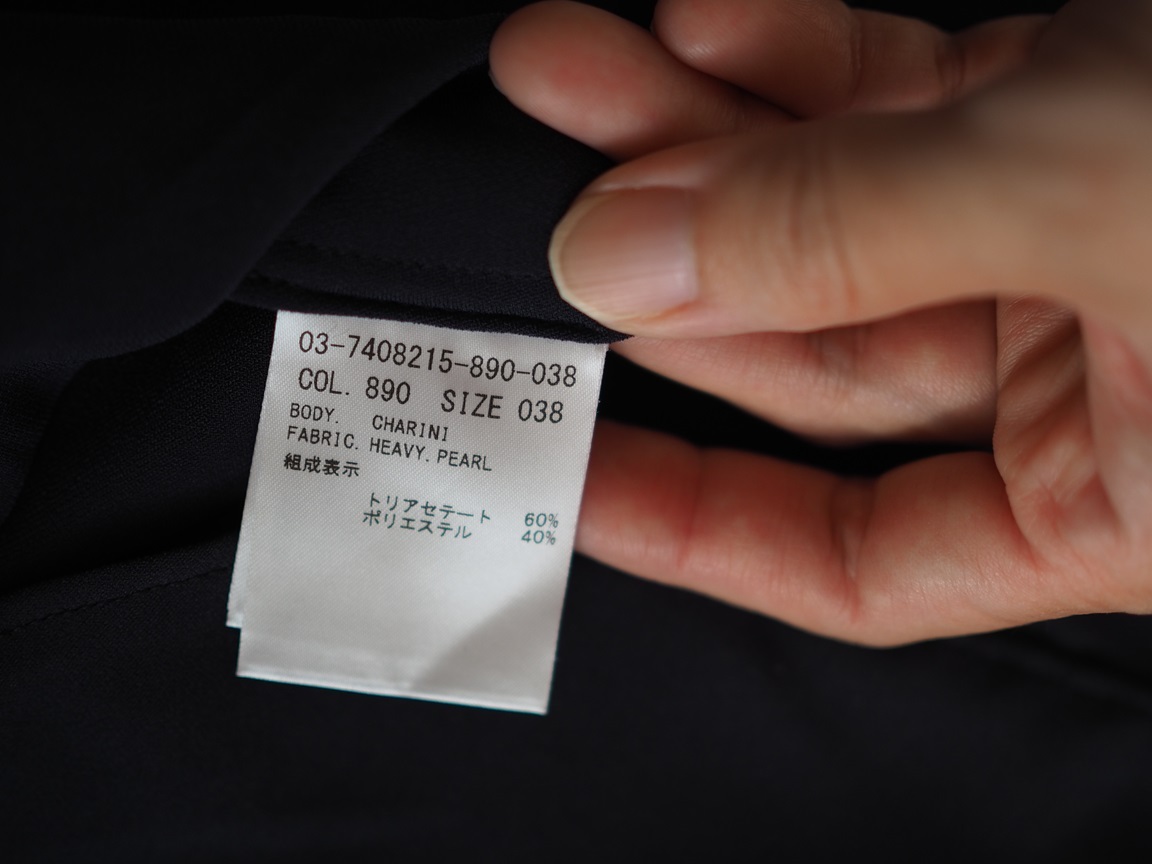 03-7408215-890-038
COL. 890 SIZE 038
BODY. CHARINI
FABRIC. HEAVY. PEARL
組成表示
トリアセテート 60%
ポリエステル 40%